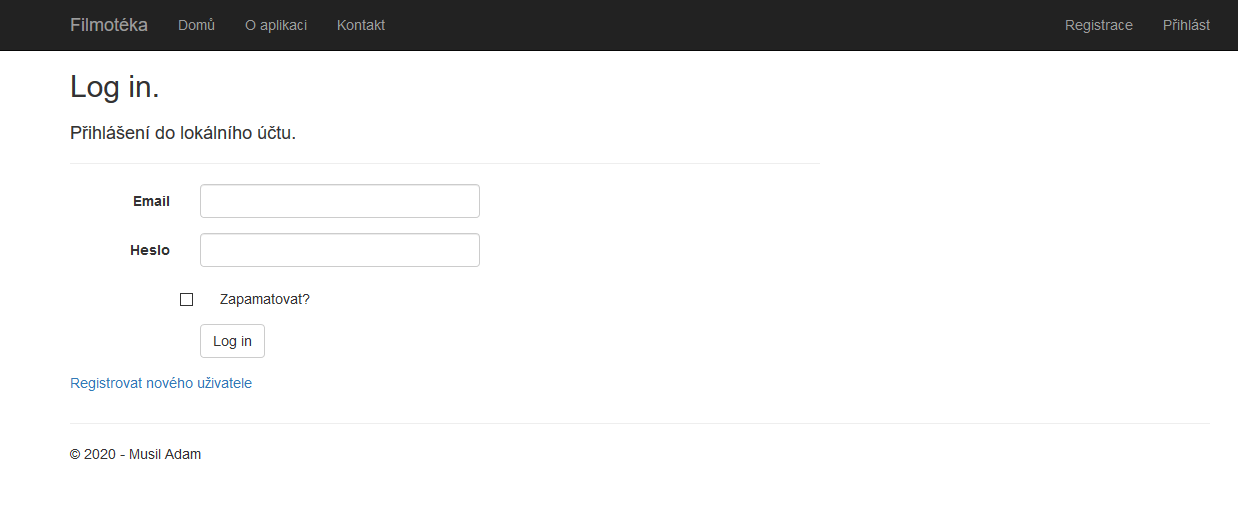 Filmotéka Domů O aplikaci Kontakt Registrace Přihlást
Log in.
Přihlášení do lokálního účtu.
Email
Heslo
Zapamatovat?
Log in
Registrovat nového uživatele
© 2020 - Musil Adam